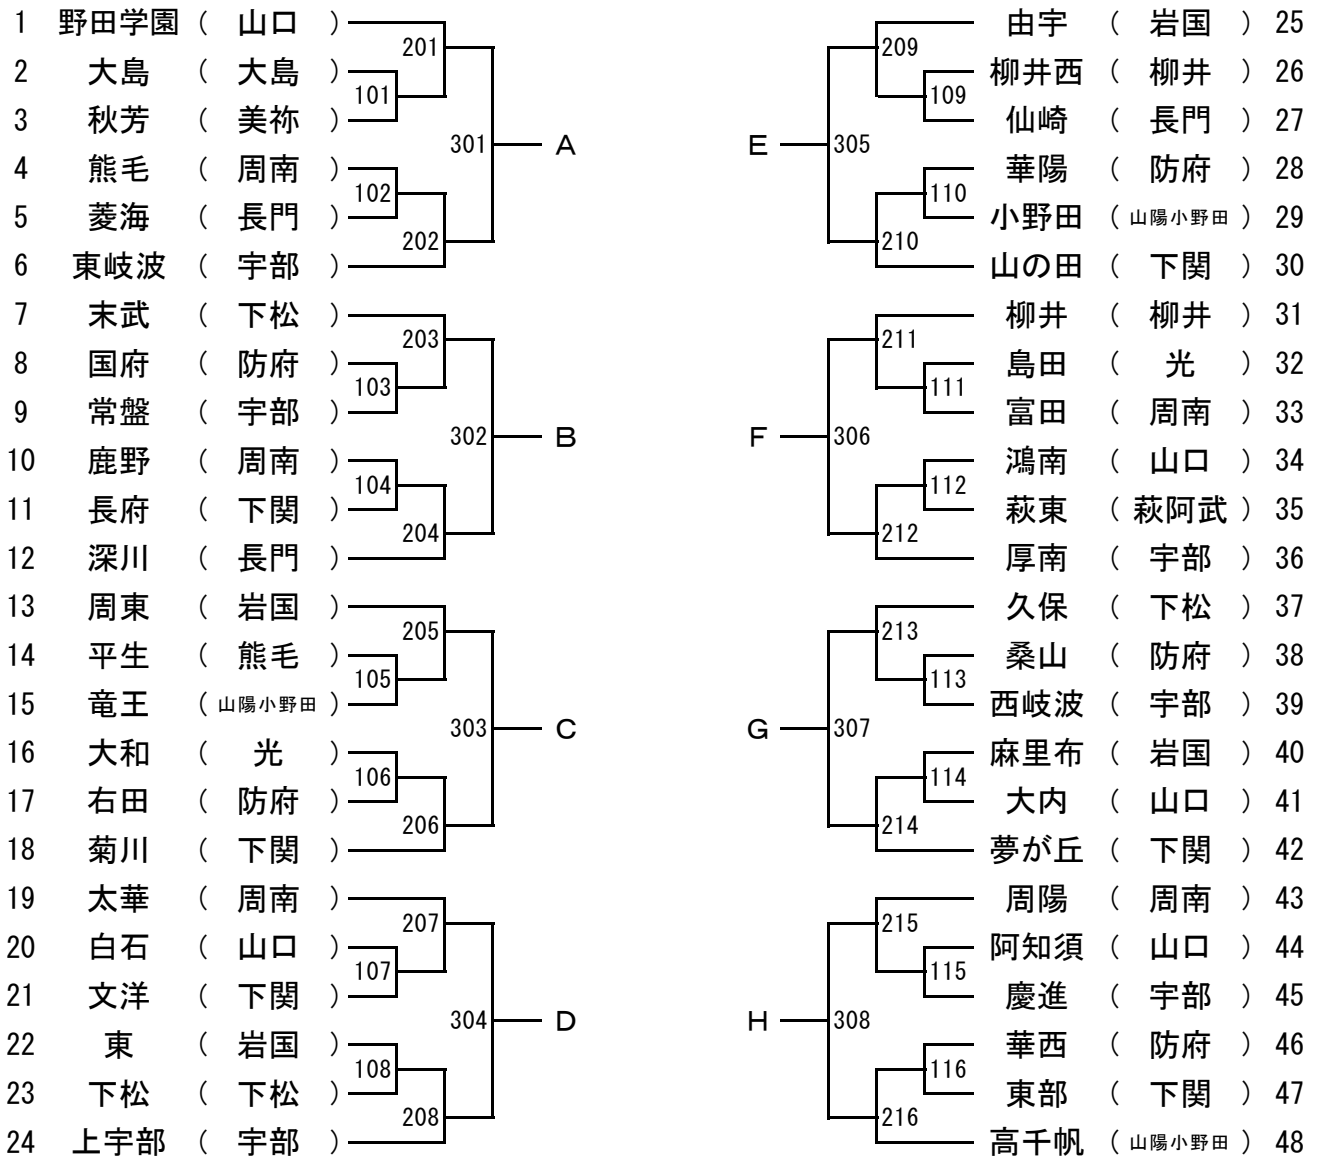 1 野田学園 ( 山口 )
201
2 大島 ( 大島 )
101
3 秋芳 ( 美祢 )
301 A
4 熊毛 ( 周南 )
102
5 菱海 ( 長門 )
202
6 東岐波 ( 宇部 )
7 末武 ( 下松 )
203
8 国府 ( 防府 )
103
9 常盤 ( 宇部 )
302 B
10 鹿野 ( 周南 )
104
11 長府 ( 下関 )
204
12 深川 ( 長門 )
13 周東 ( 岩国 )
205
14 平生 ( 熊毛 )
105
15 竜王 ( 山陽小野田 )
303 C
16 大和 ( 光 )
106
17 右田 ( 防府 )
206
18 菊川 ( 下関 )
19 太華 ( 周南 )
207
20 白石 ( 山口 )
107
21 文洋 ( 下関 )
304 D
22 東 ( 岩国 )
108
23 下松 ( 下松 )
208
24 上宇部 ( 宇部 )
由宇 ( 岩国 ) 25
209
柳井西 ( 柳井 ) 26
109
仙崎 ( 長門 ) 27
E 305
華陽 ( 防府 ) 28
110
小野田 ( 山陽小野田 ) 29
210
山の田 ( 下関 ) 30
柳井 ( 柳井 ) 31
211
島田 ( 光 ) 32
111
富田 ( 周南 ) 33
F 306
鴻南 ( 山口 ) 34
112
萩東 ( 萩阿武 ) 35
212
厚南 ( 宇部 ) 36
久保 ( 下松 ) 37
213
桑山 ( 防府 ) 38
113
西岐波 ( 宇部 ) 39
G 307
麻里布 ( 岩国 ) 40
114
大内 ( 山口 ) 41
214
夢が丘 ( 下関 ) 42
周陽 ( 周南 ) 43
215
阿知須 ( 山口 ) 44
115
慶進 ( 宇部 ) 45
H 308
華西 ( 防府 ) 46
116
東部 ( 下関 ) 47
216
高千帆 ( 山陽小野田 ) 48